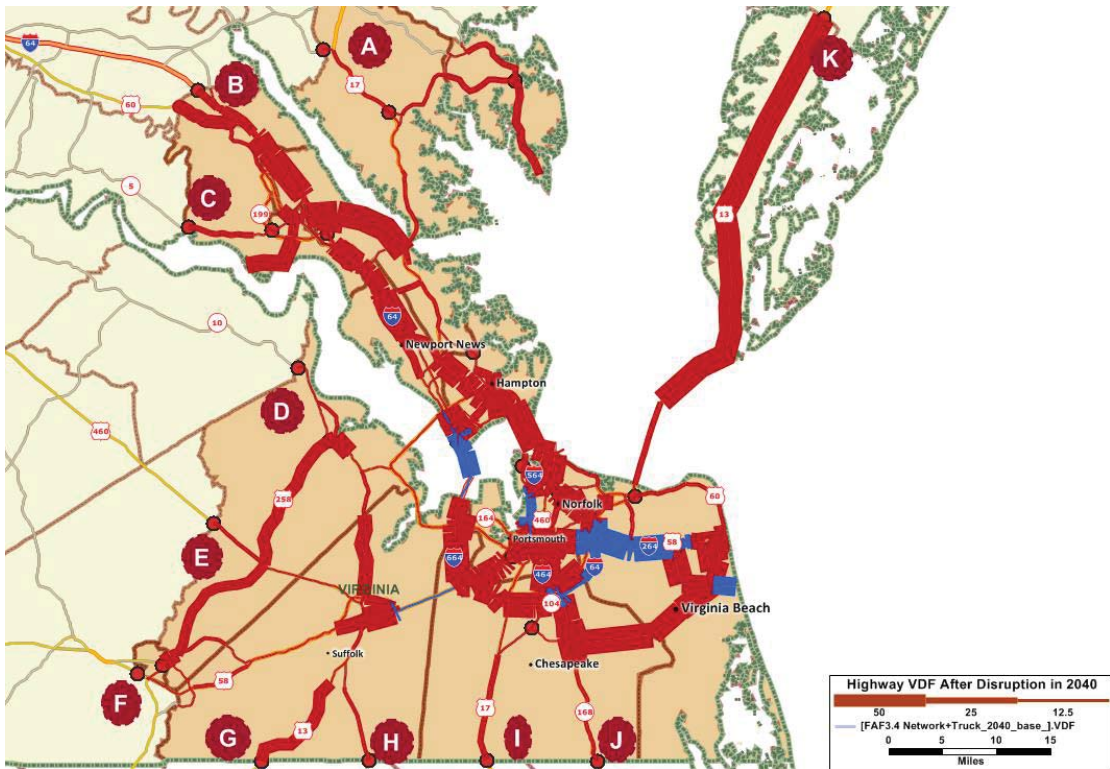 A
64
B
K
17
60
5
C
199
13
10
64
Newport News
Hampton
D
460
258
564
60
Norfolk
164
460
E
Portsmouth
264
58
664
464
64
VIRGINIA
104
Virginia Beach
Suffolk
Chesapeake
F
58
G
13
H
17
I
168
J
Highway VDF After Disruption in 2040
50 25 12.5
[FAF3.4 Network+Truck_2040_base_].VDF
0 5 10 15
Miles